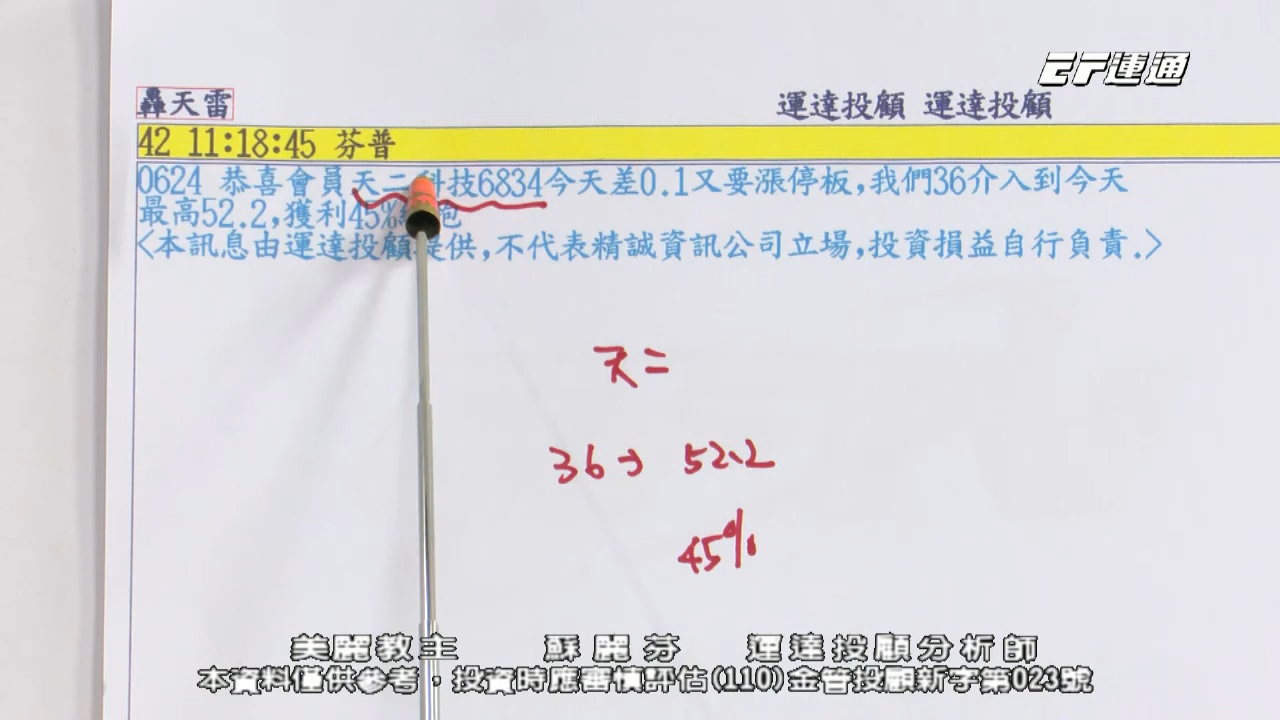 EF運通
轟天雷
運達投顧 運達投顧
42 11:18:45 芬普
0624 恭喜會員天二科技6834今天差0.1又要漲停板,我們36介入到今天
最高52.2,獲利45%
<本訊息由運達投顧提供,不代表精誠資訊公司立場,投資損益自行負責.>
天二
36→ 52.2
45%
美麗教主 蘇麗芬 運達投顧分析師
本資料僅供參考,投資時應審慎評估(110)金管投顧新字第023號